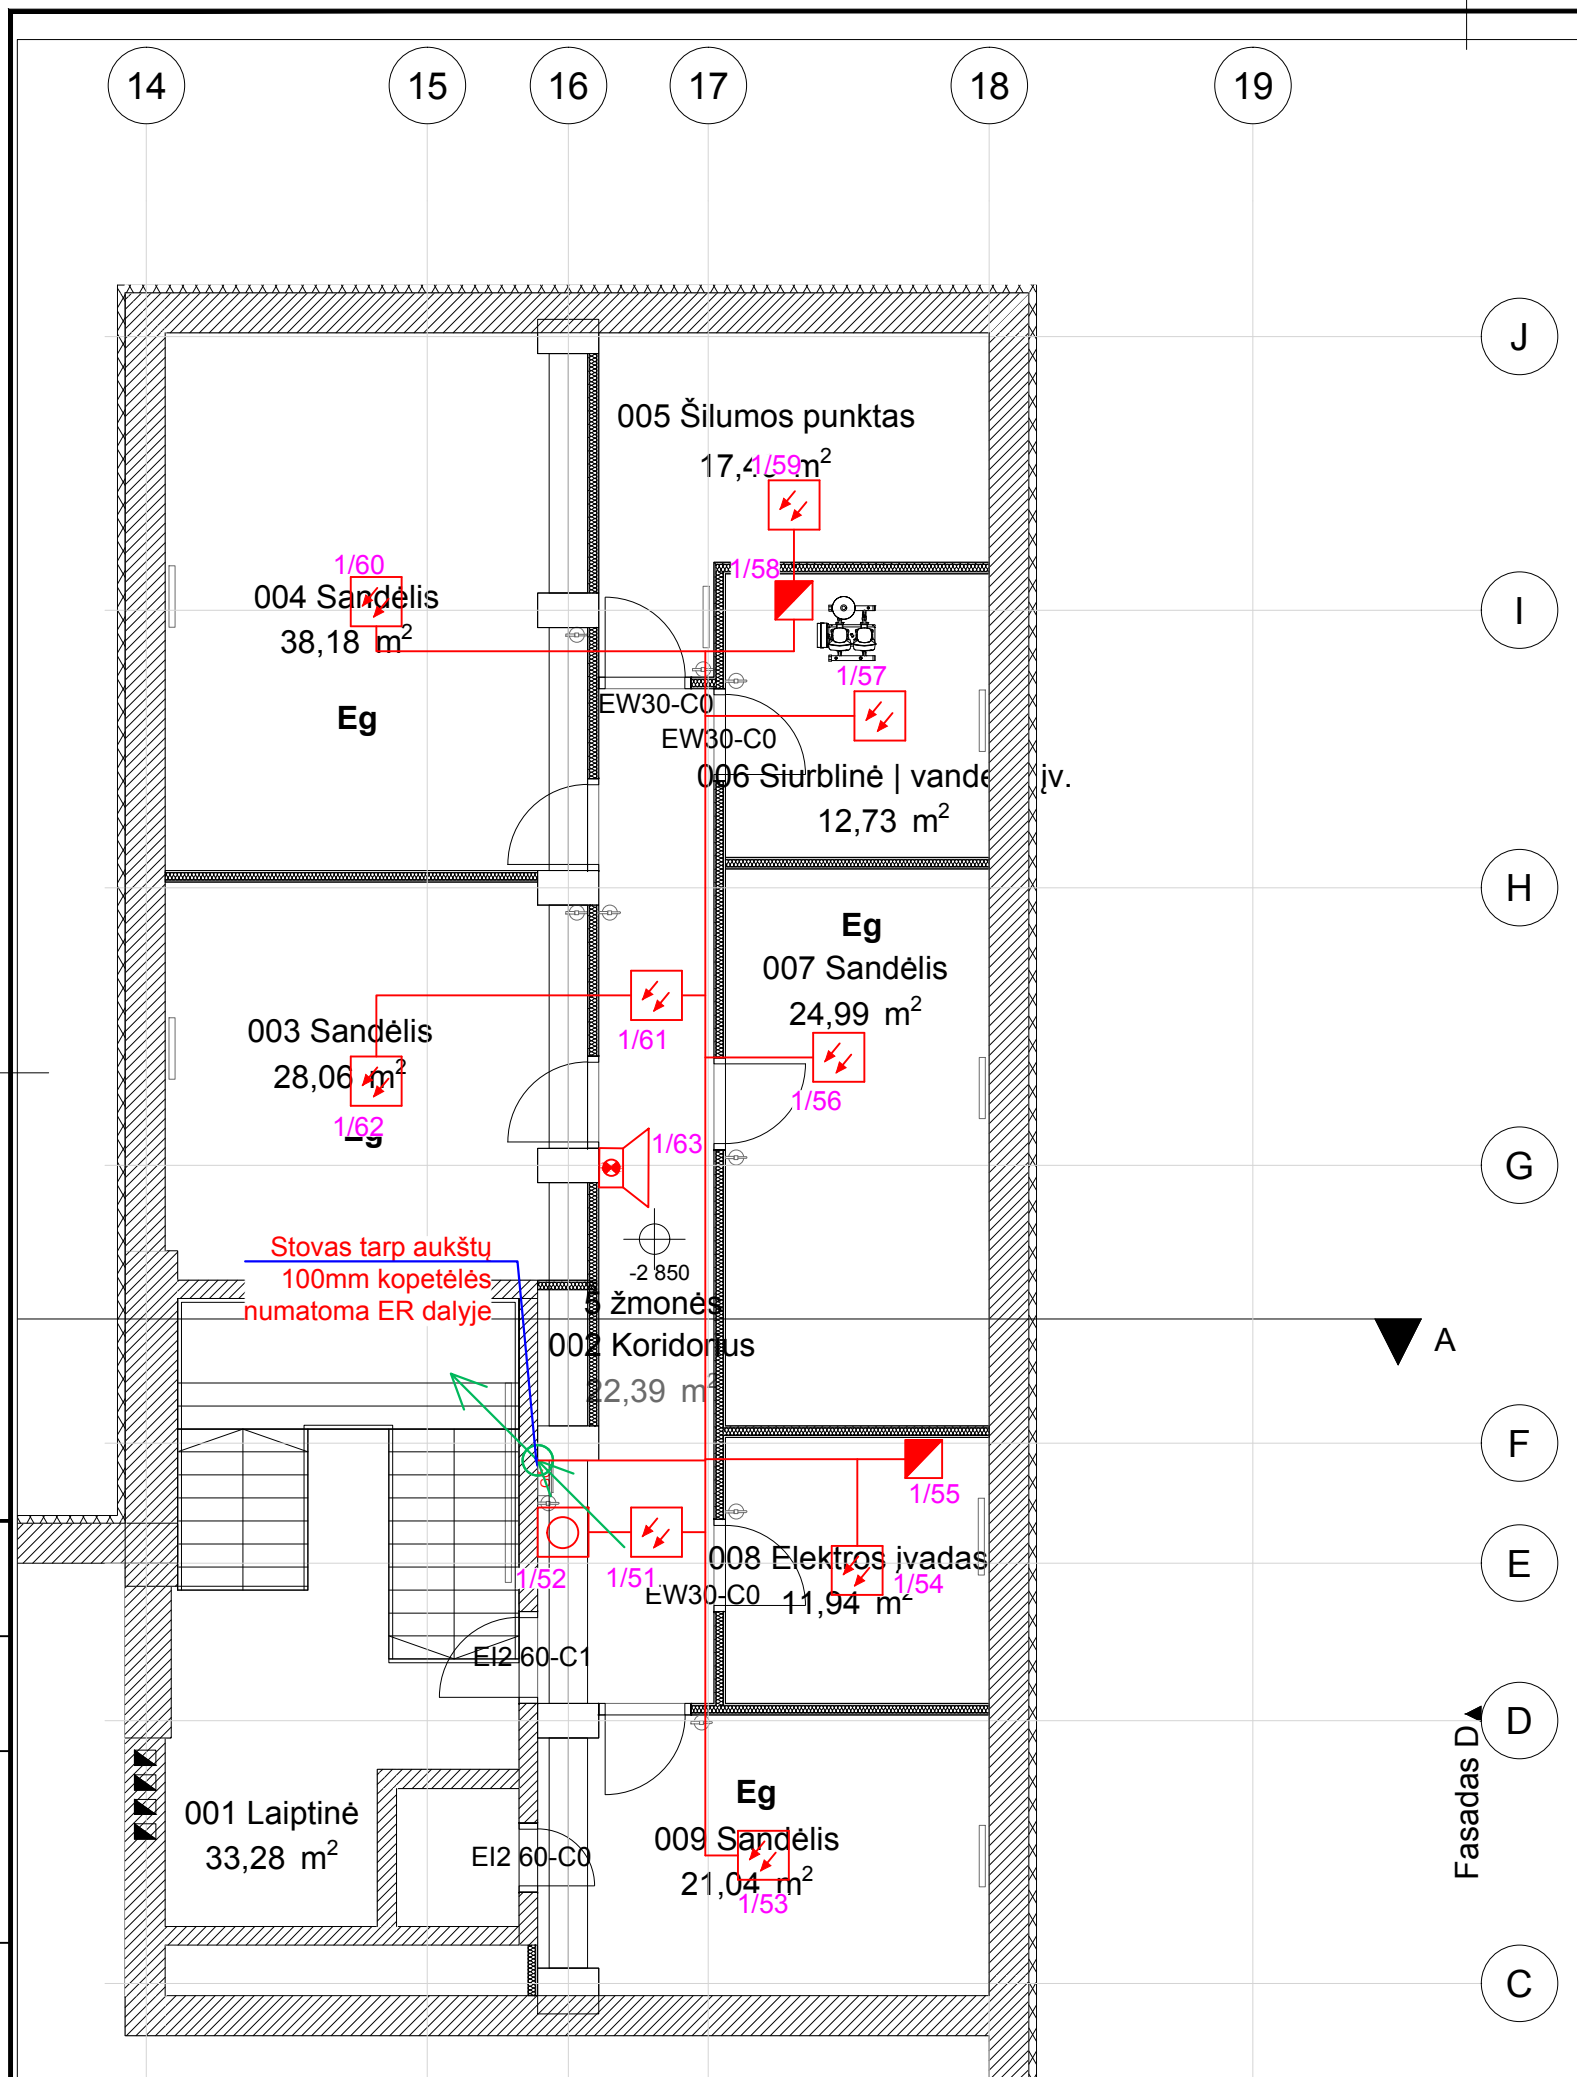 14 15 16 17 18 19
J
005 Šilumos punktas
1/59
1/58
1/60
004 Sandėlis
38,18 m²
I
1/57
EW30-C0
Eg
EW30-C0
006 Siurblinė | įv.
12,73 m²
H
Eg
007 Sandėlis
24,99 m²
003 Sandėlis
28,06 m²
1/61
1/62
Eg
1/56
1/63
G
Stovas tarp aukštų
100mm kopetėlės
numatoma ER dalyje
-2 850
5 žmonės
002 Koridorius
22,39 m²
A
F
1/55
008 Elektros įvadas
11,94 m²
1/52
1/51
1/54
E
EW30-C0
EI2 60-C1
D
Fasadas D
Eg
001 Laiptinė
33,28 m²
EI2 60-C0
009 Sandėlis
21,04 m²
1/53
C